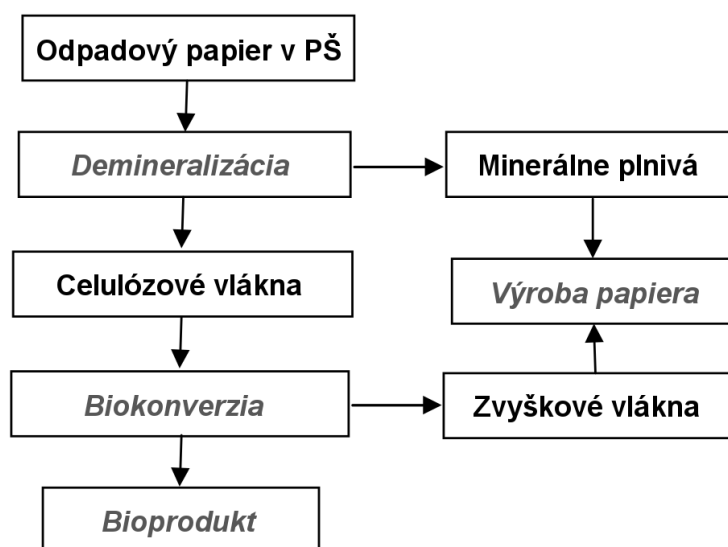 Odpadový papier v PŠ
Demineralizácia
Minerálne plnivá
Celulózové vlákna
Výroba papiera
Biokonverzia
Zvyškové vlákna
Bioprodukt